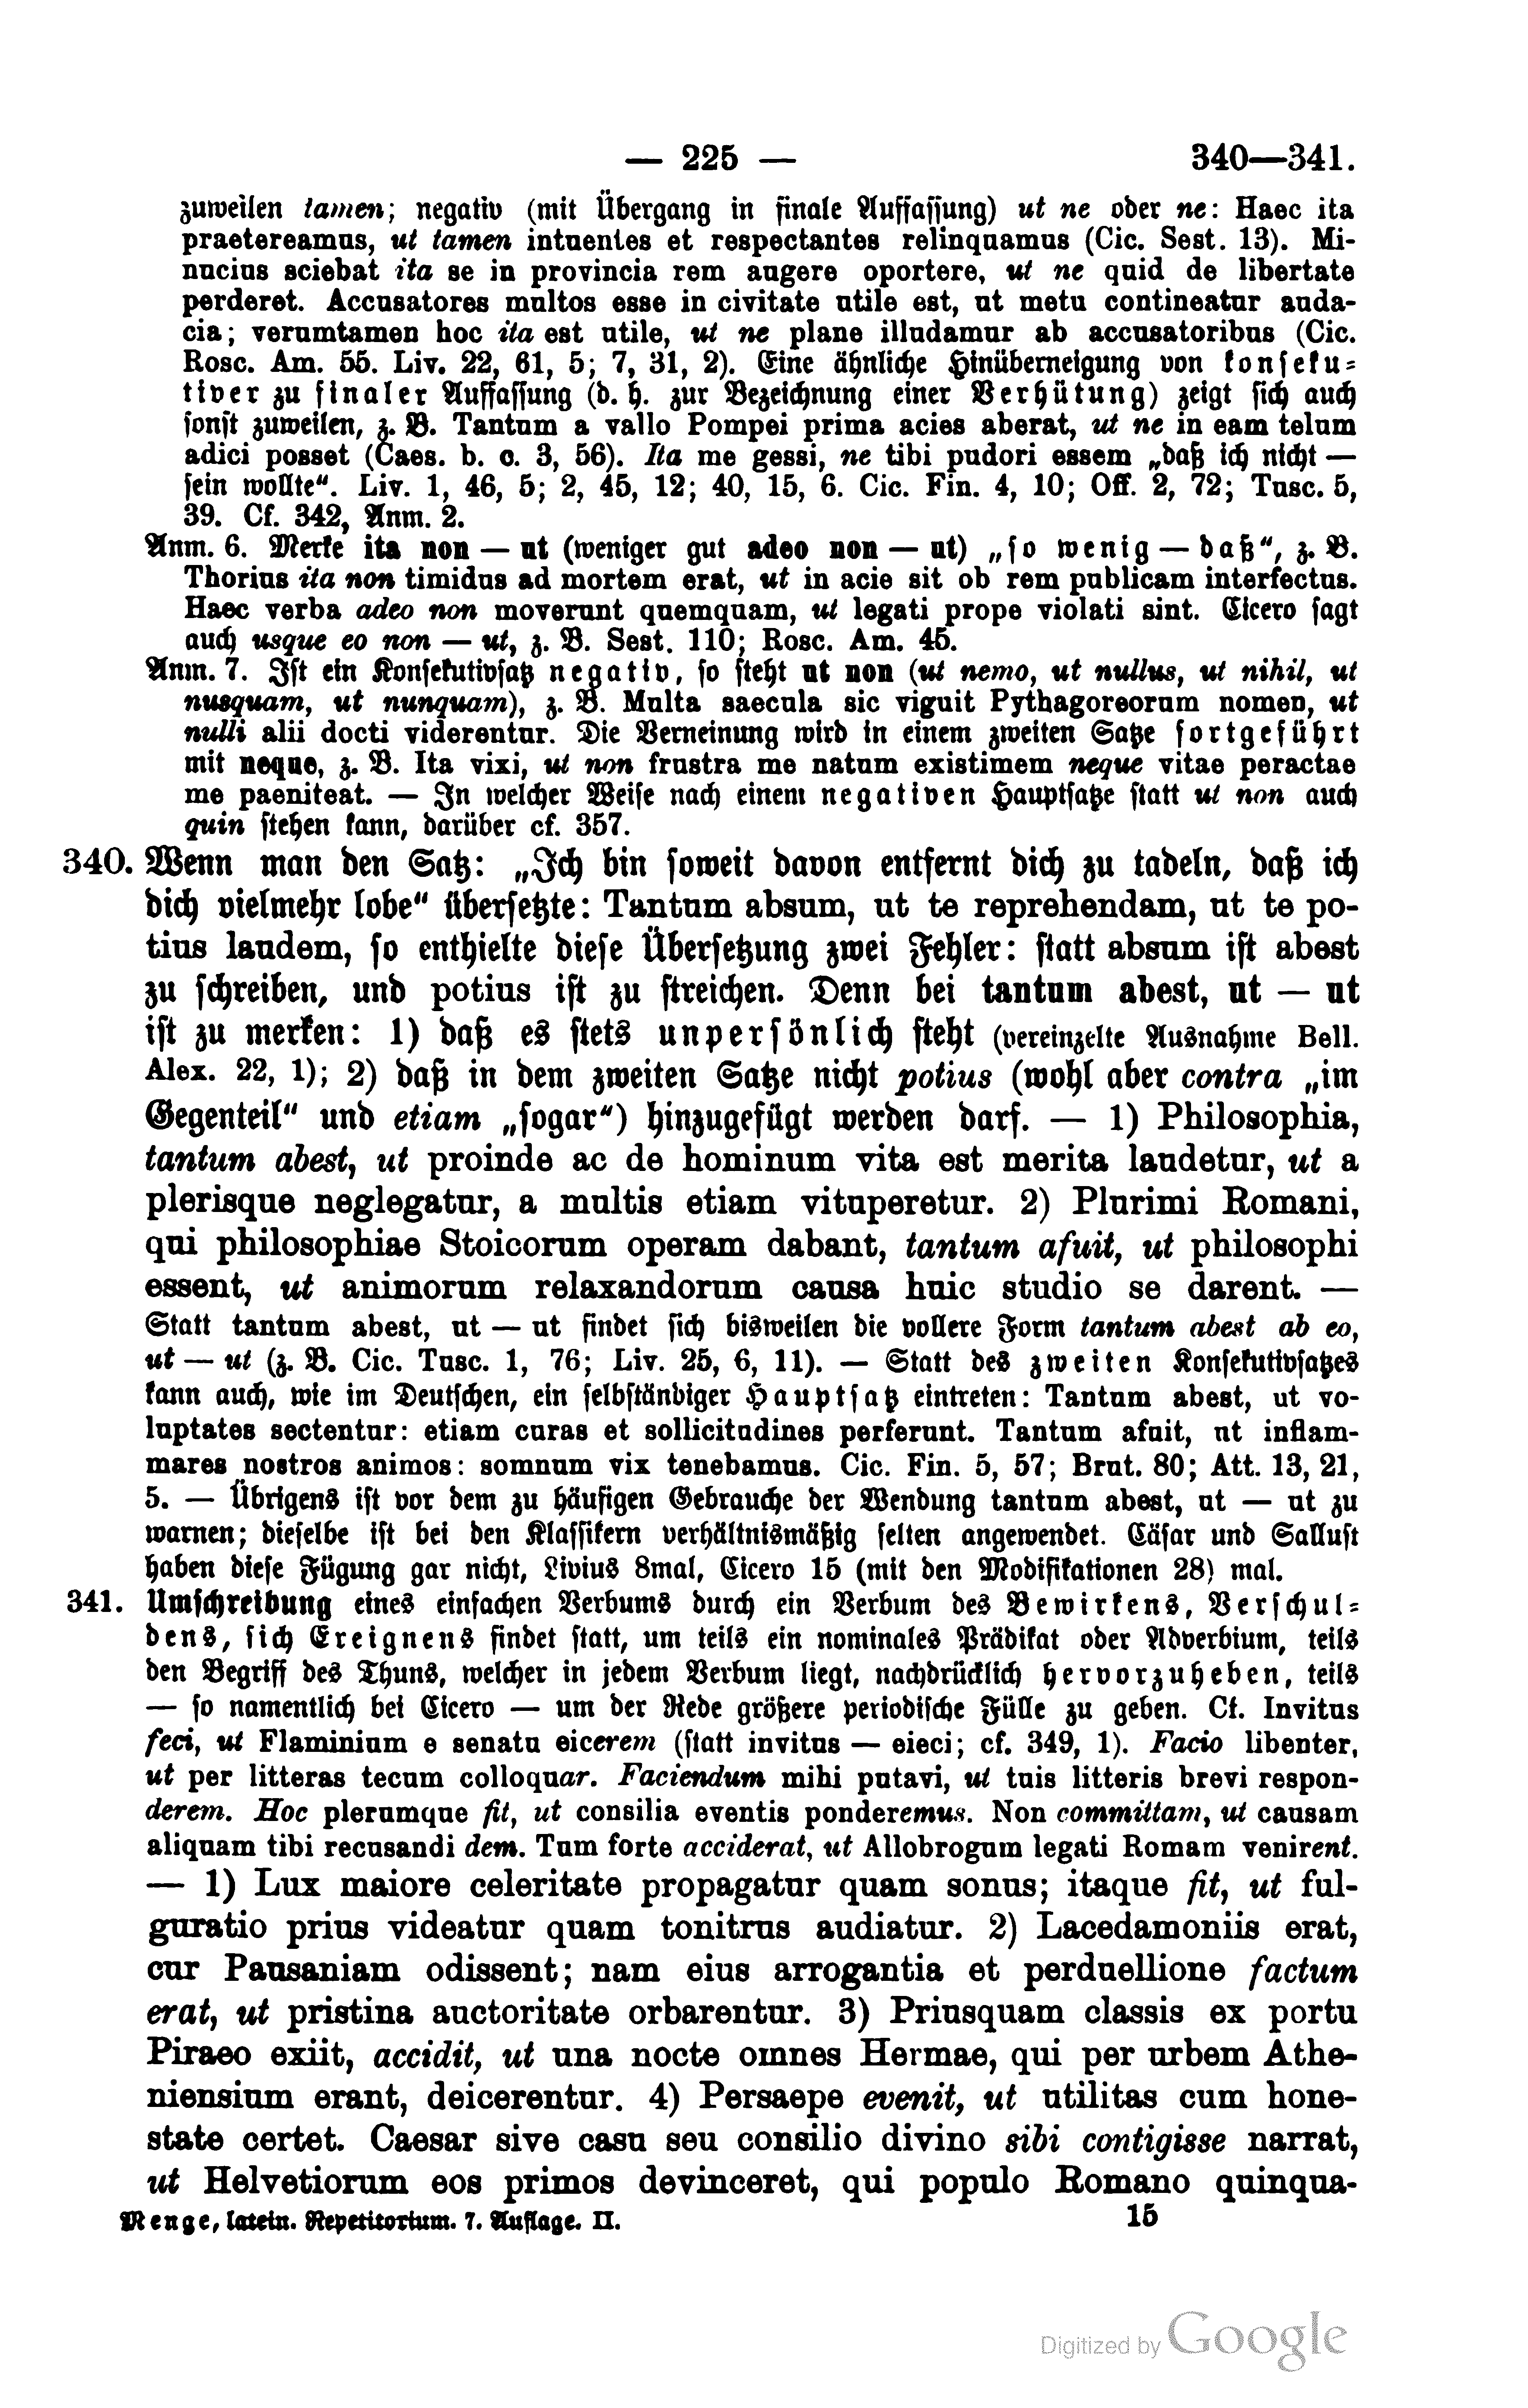 — 225 —
340—341.
zuweilen tamen; negativ (mit Übergang in finale Auffassung) ut ne oder ne: Haec ita
praetereamus, ut tamen intuentes et respectantes relinquamus (Cic. Sest. 13). Mi-
nucius sciebat ita se in provincia rem augere oportere, ut ne quid de libertate
perderet. Accusatores multos esse in civitate utile est, ut metu contineatur auda-
cia; verumtamen hoc ita est utile, ut ne plane illudamur ab accusatoribus (Cic.
Rosc. Am. 55. Liv. 22, 61, 5; 7, 31, 2). Eine ähnliche Hinüberneigung von konseku-
tiver zu finaler Auffassung (d. h. zur Bezeichnung einer Verhütung) zeigt sich auch
sonst zuweilen, z. B. Tantum a vallo Pompei prima acies aberat, ut ne in eam telum
adici posset (Caes. b. c. 3, 56). Ita me gessi, ne tibi pudori essem „daß ich nicht —
sein wollte“. Liv. 1, 46, 5; 2, 45, 12; 40, 15, 6. Cic. Fin. 4, 10; Off. 2, 72; Tusc. 5,
39. Cf. 342, Anm. 2.
Anm. 6. Merke ita non — ut (weniger gut adeo non — ut) „so wenig — daß“, z. B.
Thorius ita non timidus ad mortem erat, ut in acie sit ob rem publicam interfectus.
Haec verba adeo non moverunt quemquam, ut legati prope violati sint. Cicero sagt
auch usque eo non — ut, z. B. Sest. 110; Rosc. Am. 45.
Anm. 7. Ist ein Konsekutivsatz negativ, so steht ut non (ut nemo, ut nullus, ut nihil, ut
nusquam, ut nunquam), z. B. Multa saecula sic viguit Pythagoreorum nomen, ut
nulli alii docti viderentur. Die Verneinung wird in einem zweiten Satze fortgeführt
mit neque, z. B. Ita vixi, ut non frustra me natum existimem neque vitae peractae
me paeniteat. — In welcher Weise nach einem negativen Hauptsatze statt ut non auch
quin stehen kann, darüber cf. 357.
340. Wenn man den Satz: „Ich bin soweit davon entfernt dich zu tadeln, daß ich
dich vielmehr lobe“ übersetzte: Tantum absum, ut te reprehendam, ut te po-
tius laudem, so enthielte diese Übersetzung zwei Fehler: statt absum ist abest
zu schreiben, und potius ist zu streichen. Denn bei tantum abest, ut — ut
ist zu merken: 1) daß es stets unpersönlich steht (vereinzelte Ausnahme Bell.
Alex. 22, 1); 2) daß in dem zweiten Satze nicht potius (wohl aber contra „im
Gegenteil“ und etiam „sogar“) hinzugefügt werden darf. — 1) Philosophia,
tantum abest, ut proinde ac de hominum vita est merita laudetur, ut a
plerisque neglegatur, a multis etiam vituperetur. 2) Plurimi Romani,
qui philosophiae Stoicorum operam dabant, tantum afuit, ut philosophi
essent, ut animorum relaxandorum causa huic studio se darent. —
Statt tantum abest, ut — ut findet sich bisweilen die vollere Form tantum abest ab eo,
ut — ut (z. B. Cic. Tusc. 1, 76; Liv. 25, 6, 11). — Statt des zweiten Konsekutivsatzes
kann auch, wie im Deutschen, ein selbständiger Hauptsatz eintreten: Tantum abest, ut vo-
luptates sectentur: etiam curas et sollicitudines perferunt. Tantum afuit, ut inflam-
mares nostros animos: somnum vix tenebamus. Cic. Fin. 5, 57; Brut. 80; Att. 13, 21,
5. — Übrigens ist vor dem zu häufigen Gebrauche der Wendung tantum abest, ut — ut zu
warnen; dieselbe ist bei den Klassikern verhältnismäßig selten angewendet. Cäsar und Sallust
haben diese Fügung gar nicht, Livius 8mal, Cicero 15 (mit den Modifikationen 28) mal.
341. Umschreibung eines einfachen Verbums durch ein Verbum des Bewirkens, Verschul-
dens, sich Ereignens findet statt, um teils ein nominales Prädikat oder Adverbium, teils
den Begriff des Thuns, welcher in jedem Verbum liegt, nachdrücklich hervorzuheben, teils
— so namentlich bei Cicero — um der Rede größere periodische Fülle zu geben. Cf. Invitus
feci, ut Flaminium e senatu eicerem (statt invitus — eieci; cf. 349, 1). Facio libenter,
ut per litteras tecum colloquar. Faciendum mihi putavi, ut tuis litteris brevi respon-
derem. Hoc plerumque fit, ut consilia eventis ponderemus. Non committam, ut causam
aliquam tibi recusandi dem. Tum forte acciderat, ut Allobrogum legati Romam venirent.
— 1) Lux maiore celeritate propagatur quam sonus; itaque fit, ut ful-
guratio prius videatur quam tonitrus audiatur. 2) Lacedamoniis erat,
cur Pausaniam odissent; nam eius arrogantia et perduellione factum
erat, ut pristina auctoritate orbarentur. 3) Priusquam classis ex portu
Piraeo exiit, accidit, ut una nocte omnes Hermae, qui per urbem Athe-
niensium erant, deicerentur. 4) Persaepe evenit, ut utilitas cum hone-
state certet. Caesar sive casu seu consilio divino sibi contigisse narrat,
ut Helvetiorum eos primos devinceret, qui populo Romano quinqua-
Menge, latein. Repetitorium. 7. Auflage. II.
15
Digitized by Google